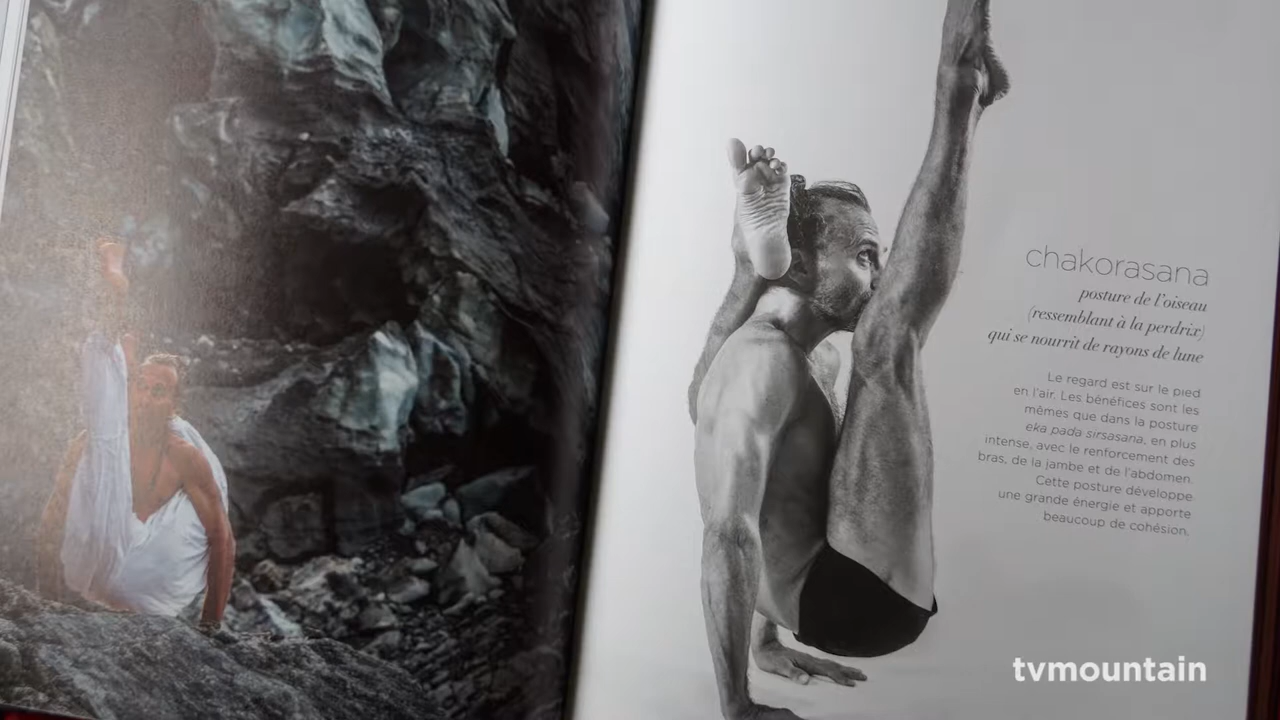 chakorasana
posture de l'oiseau
(ressemblant à la perdrix)
qui se nourrit de rayons de lune
Le regard est sur le pied
en l'air. Les bénéfices sont les
mêmes que dans la posture
eka pada sirsasana, en plus
intense, avec le renforcement des
bras, de la jambe et de l'abdomen.
Cette posture développe
une grande énergie et apporte
beaucoup de cohésion.
tvmountain